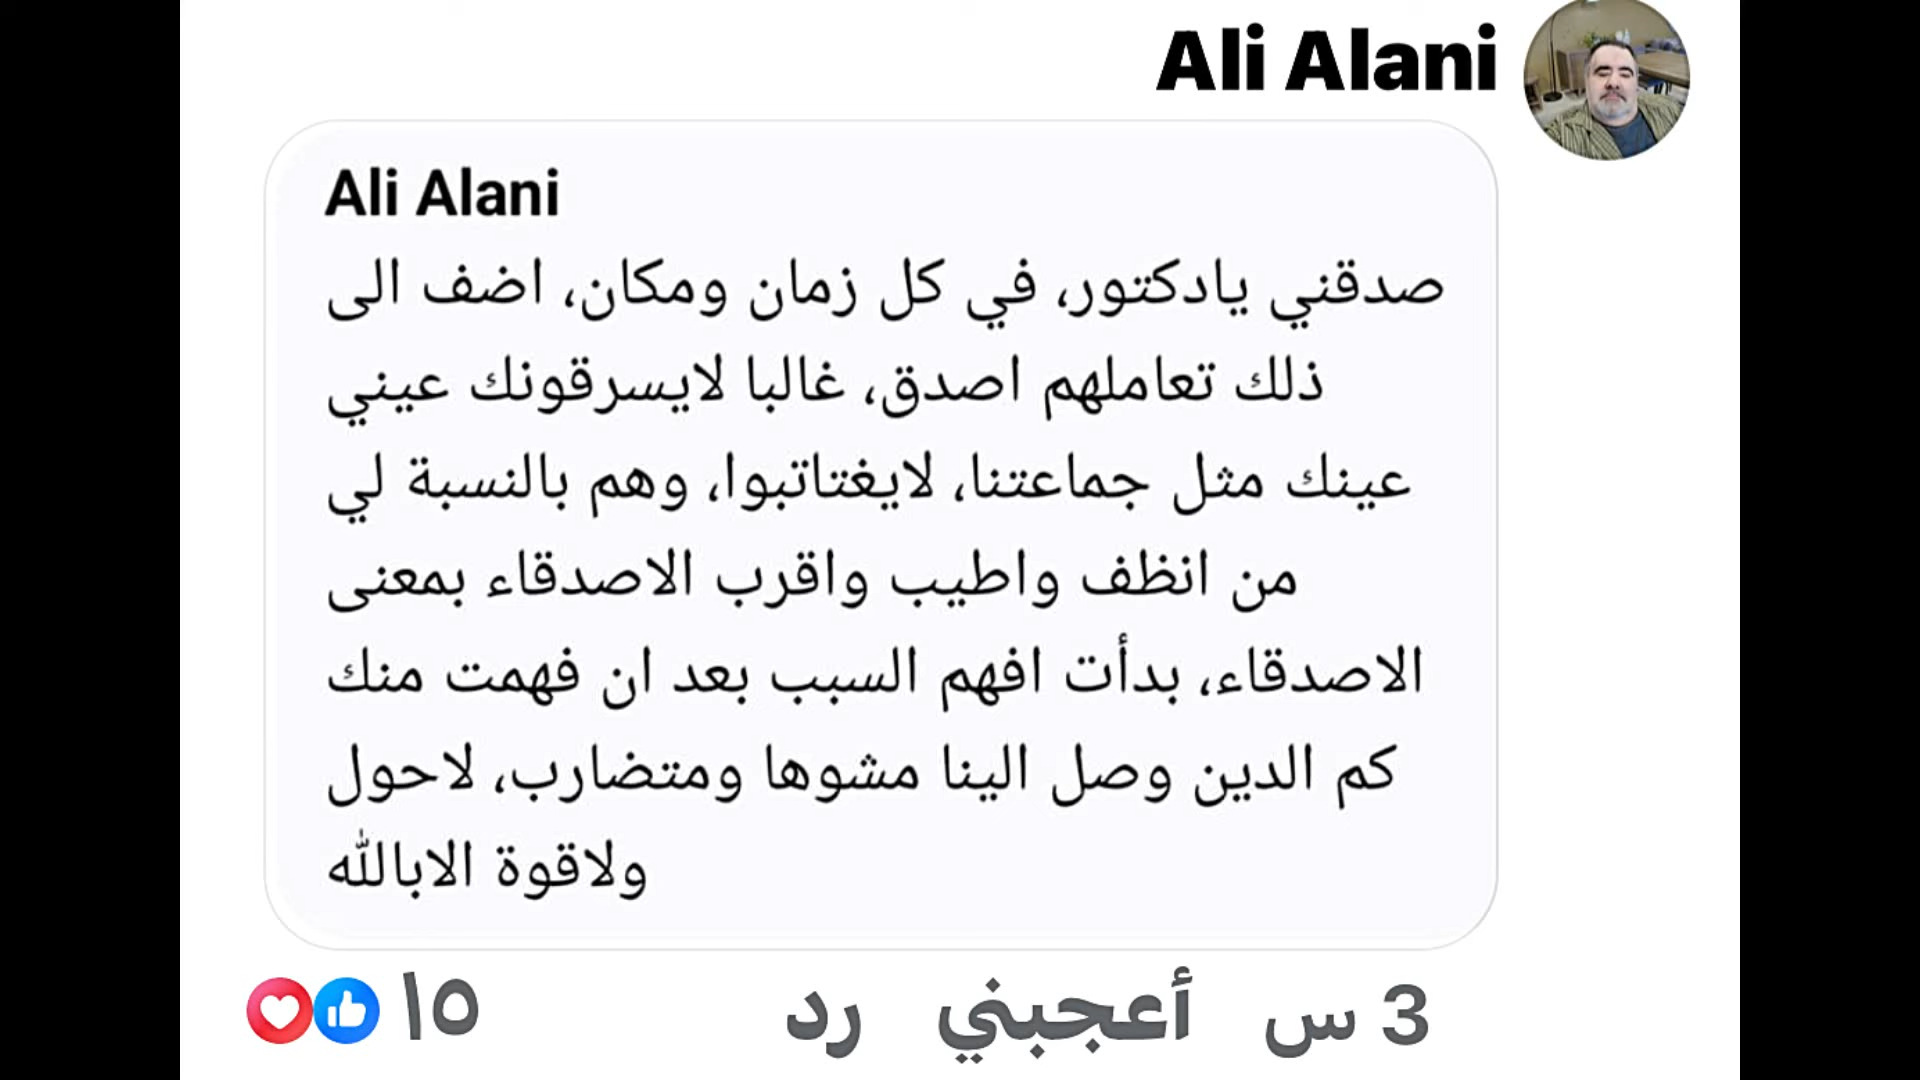 Ali Alani
Ali Alani
صدقني يادكتور، في كل زمان ومكان، اضف الى
ذلك تعاملهم اصدق، غالبا لايسرقونك عيني
عينك مثل جماعتنا، لايغتاتبوا، وهم بالنسبة لي
من انظف واطيب واقرب الاصدقاء بمعنى
الاصدقاء، بدأت افهم السبب بعد ان فهمت منك
كم الدين وصل الينا مشوها ومتضارب، لاحول
ولاقوة الابالله
3 س أعجبني رد ١٥